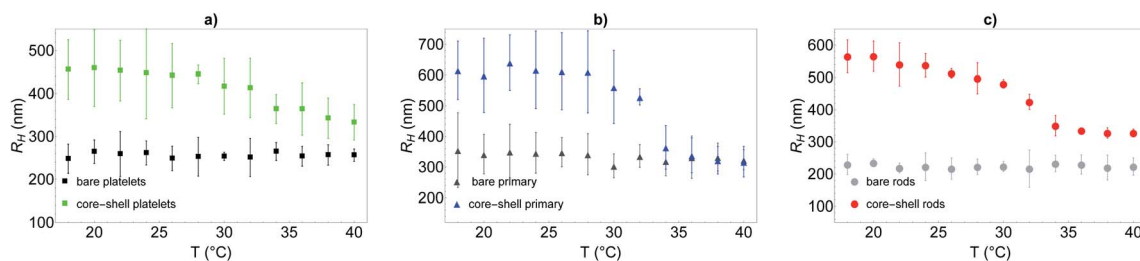 a)
500
400
300
200
100
R_H (nm)
bare platelets
core-shell platelets
20
25
30
35
40
T (°C)
b)
700
600
500
400
300
200
R_H (nm)
bare primary
core-shell primary
20
25
30
35
40
T (°C)
c)
600
500
400
300
200
100
R_H (nm)
bare rods
core-shell rods
20
25
30
35
40
T (°C)